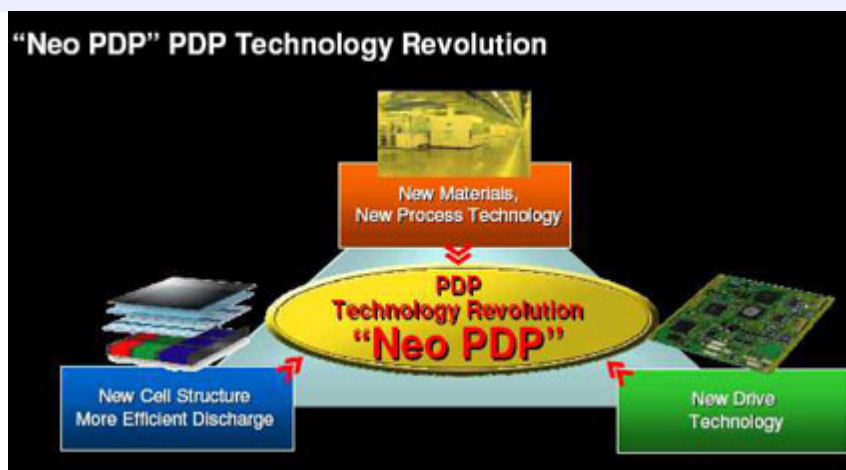 “Neo PDP” PDP Technology Revolution
New Materials,
New Process Technology
PDP
Technology Revolution
“Neo PDP”
New Cell Structure
More Efficient Discharge
New Drive
Technology